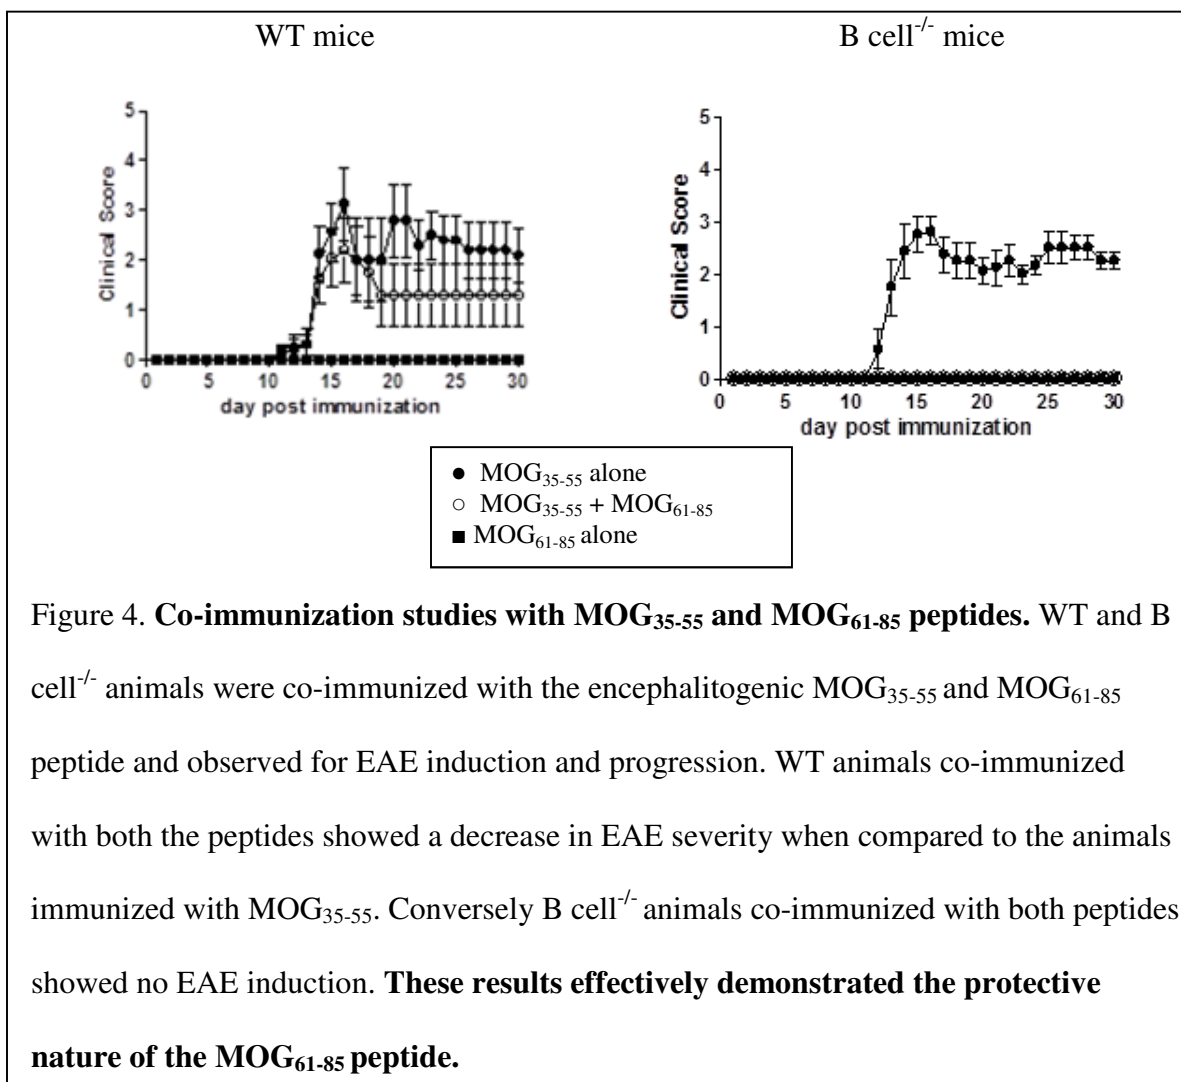 WT mice
B cell-/- mice
5
4
3
2
1
0
Clinical Score
0 5 10 15 20 25 30
day post immunization
5
4
3
2
1
0
Clinical Score
0 5 10 15 20 25 30
day post immunization
● MOG35-55 alone
○ MOG35-55 + MOG61-85
■ MOG61-85 alone
Figure 4. Co-immunization studies with MOG35-55 and MOG61-85 peptides. WT and B
cell-/- animals were co-immunized with the encephalitogenic MOG35-55 and MOG61-85
peptide and observed for EAE induction and progression. WT animals co-immunized
with both the peptides showed a decrease in EAE severity when compared to the animals
immunized with MOG35-55. Conversely B cell-/- animals co-immunized with both peptides
showed no EAE induction. These results effectively demonstrated the protective
nature of the MOG61-85 peptide.